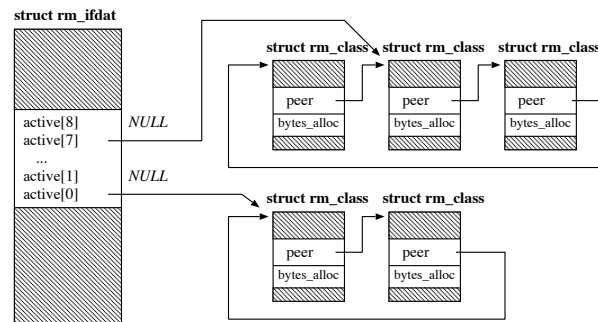 struct rm_ifdat
struct rm_class struct rm_class struct rm_class
peer peer peer
bytes_alloc bytes_alloc bytes_alloc
active[8] NULL
active[7]
...
active[1] NULL
active[0]
struct rm_class struct rm_class
peer peer
bytes_alloc bytes_alloc